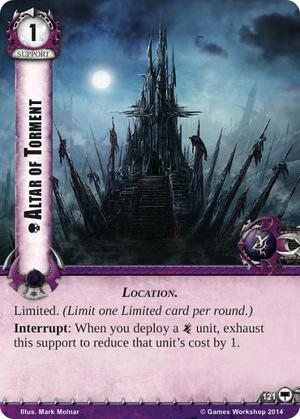 1
SUPPORT
ALTAR OF TORMENT
LOCATION.
Limited. (Limit one Limited card per round.)
Interrupt: When you deploy a unit, exhaust
this support to reduce that unit's cost by 1.
121
Illus. Mark Molnar
© Games Workshop 2014